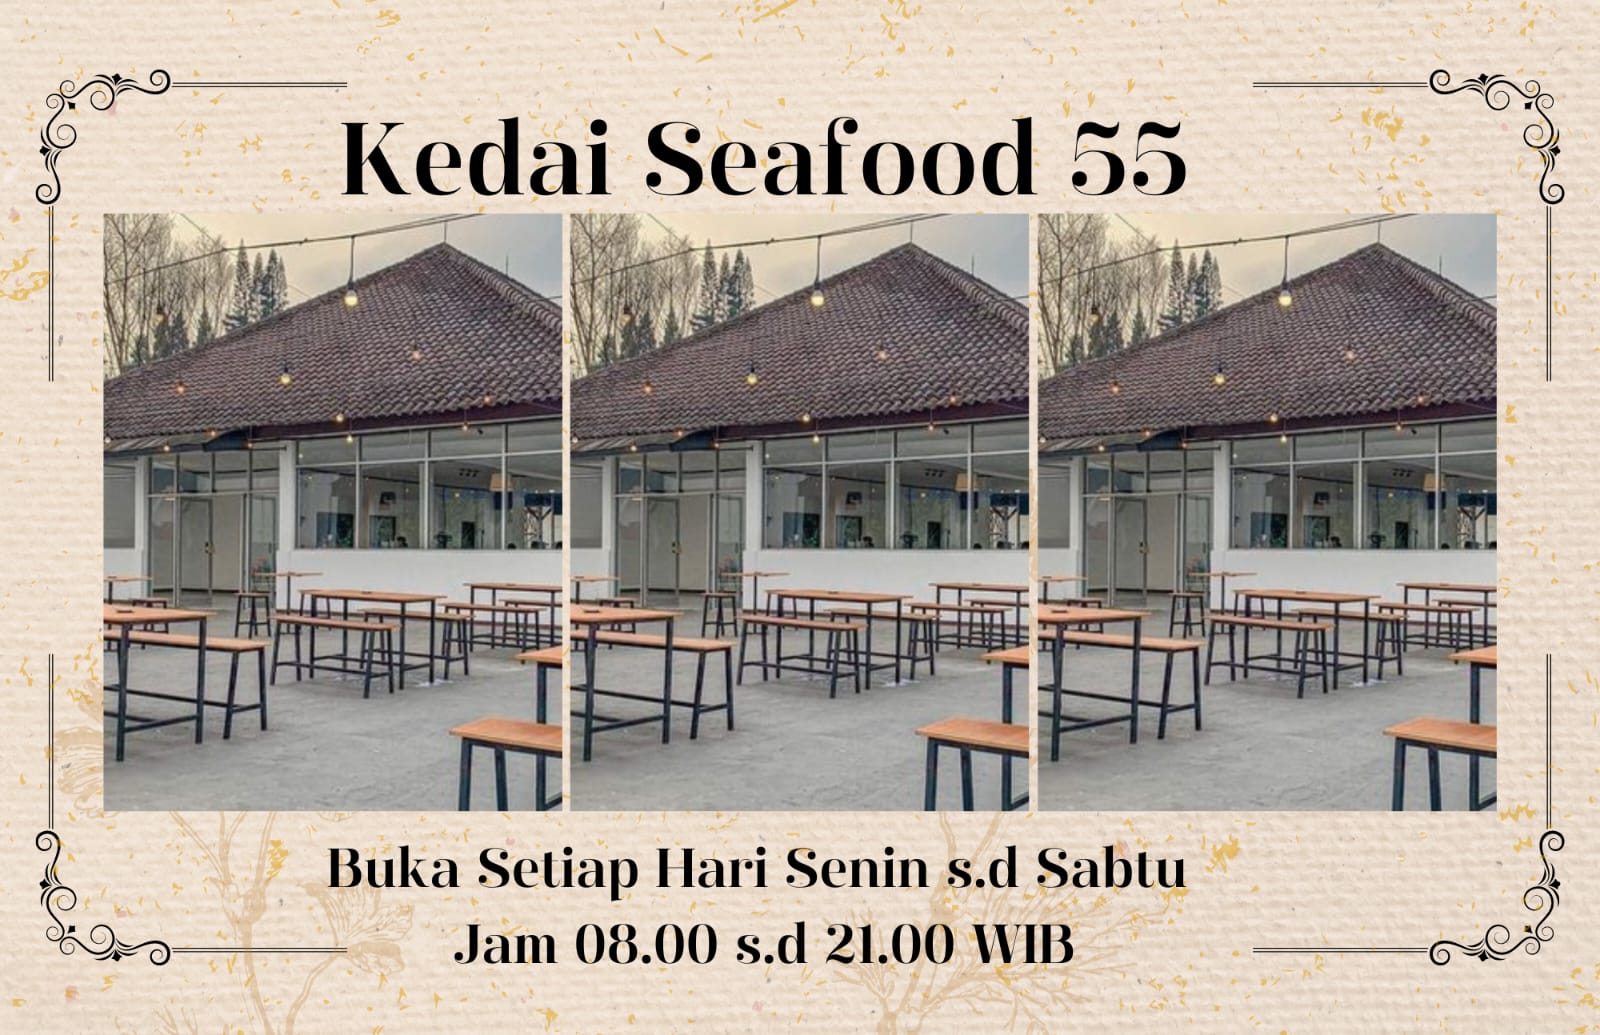 Kedai Seafood 55
Buka Setiap Hari Senin s.d Sabtu
Jam 08.00 s.d 21.00 WIB